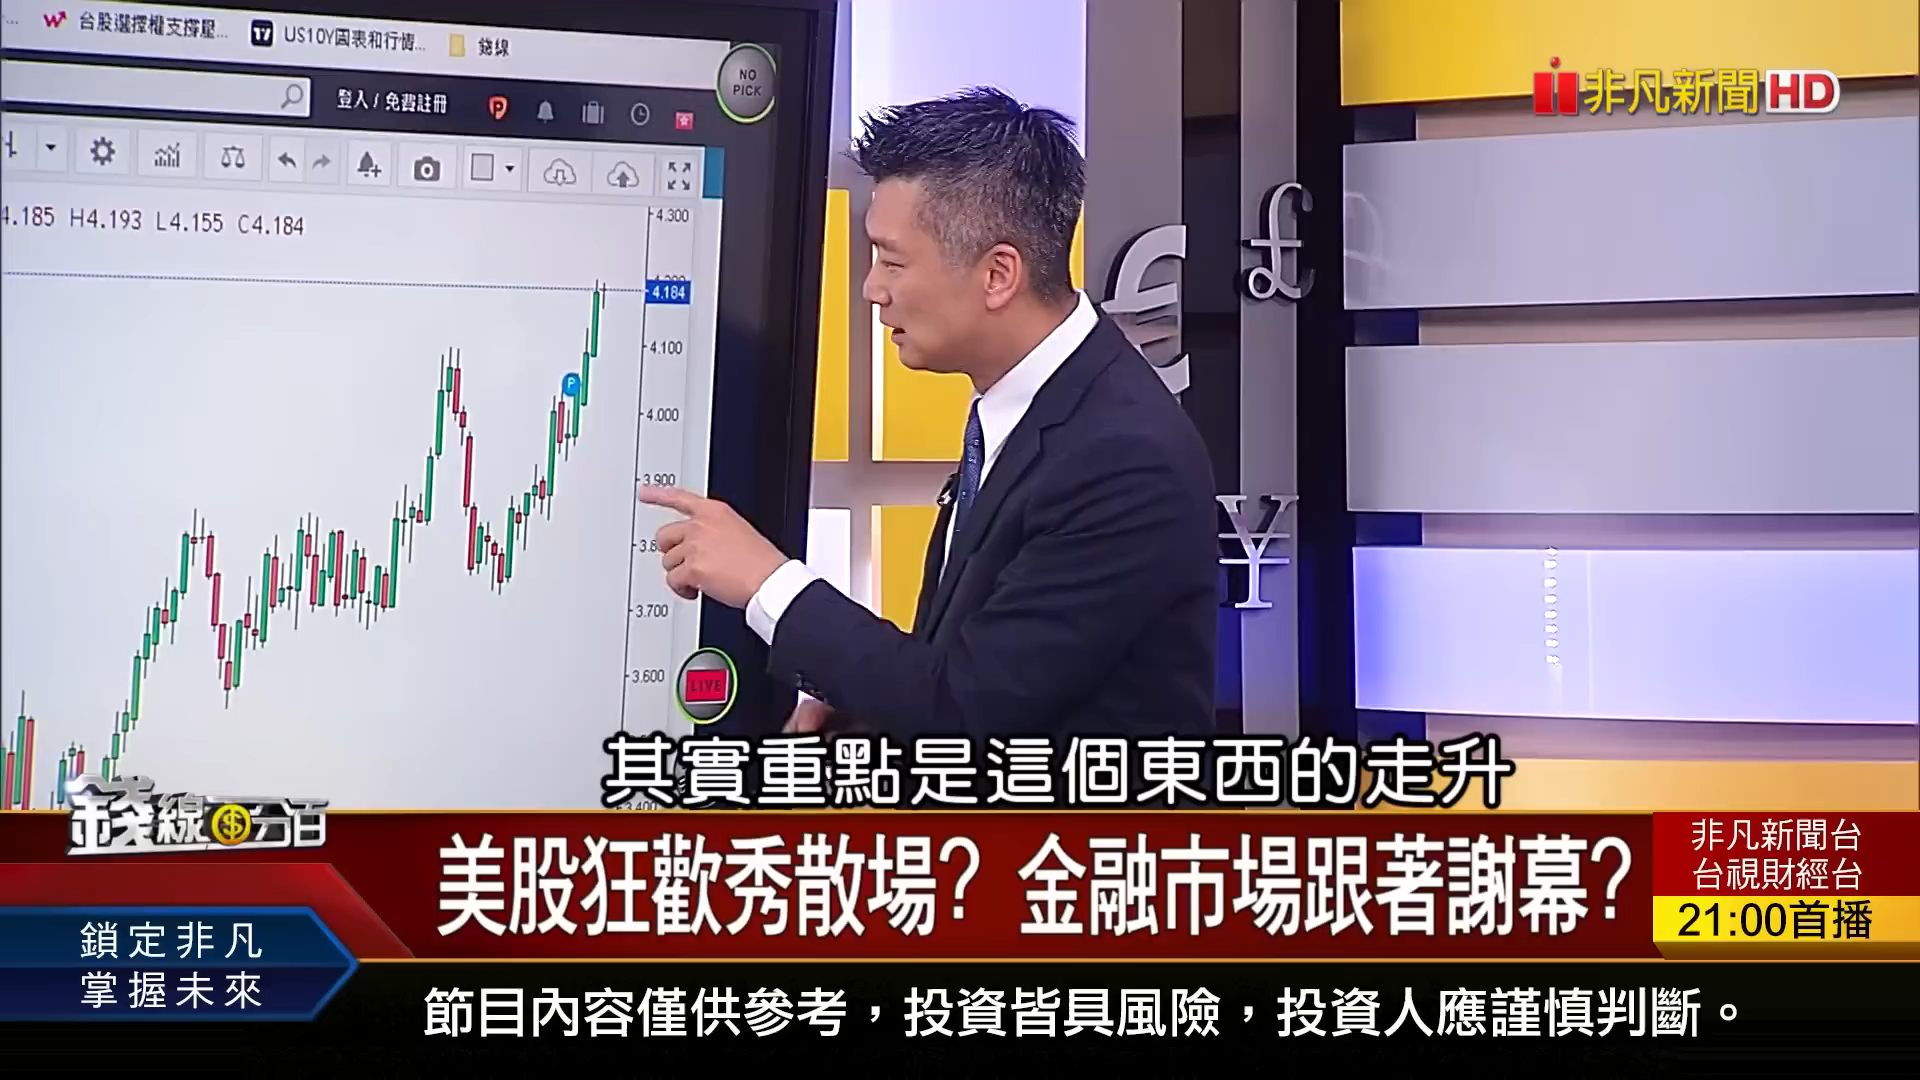 台股選擇權支撐壓...
US10Y圖表和行情...
錢線
NO
PICK
登入 / 免費註冊
4.185 H4.193 L4.155 C4.184
4.300
4.184
4.100
4.000
3.900
3.700
3.600
3.400
P
LIVE
非凡新聞HD
€
£
¥
其實重點是這個東西的走升
錢線百分百
美股狂歡秀散場? 金融市場跟著謝幕?
非凡新聞台
台視財經台
21:00首播
鎖定非凡
掌握未來
節目內容僅供參考，投資皆具風險，投資人應謹慎判斷。